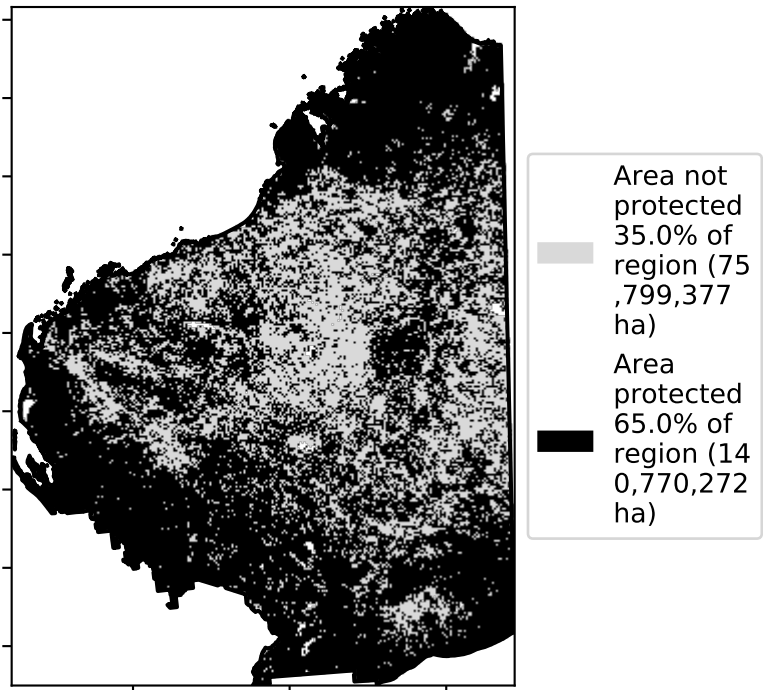 Area not
protected
35.0% of
region (75
,799,377
ha)
Area
protected
65.0% of
region (14
0,770,272
ha)